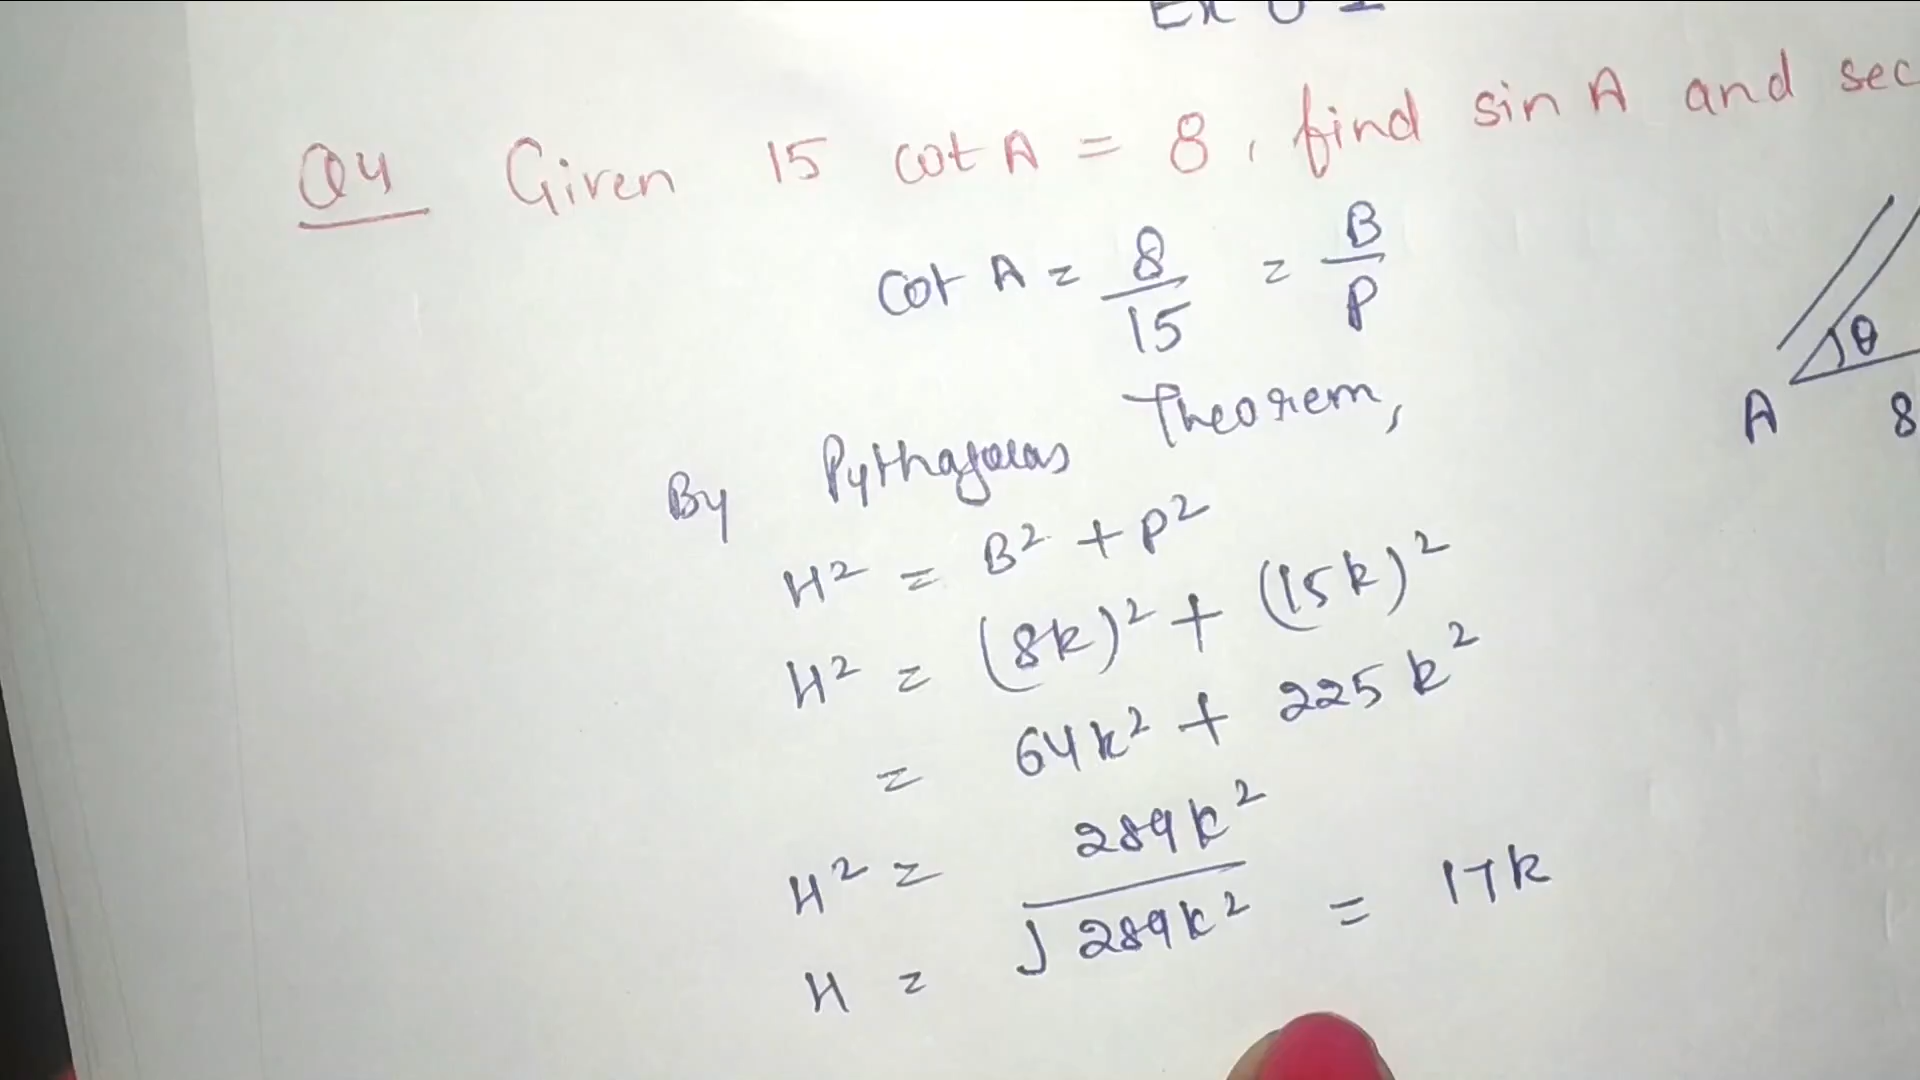 Q4 Given 15 cot A = 8, find sin A and sec
cot A = 8/15 = B/P
θ
A 8
By Pythagoras Theorem,
H² = B² + P²
H² = (8k)² + (15k)²
= 64k² + 225k²
H² = 289k²
H = √289k² = 17k